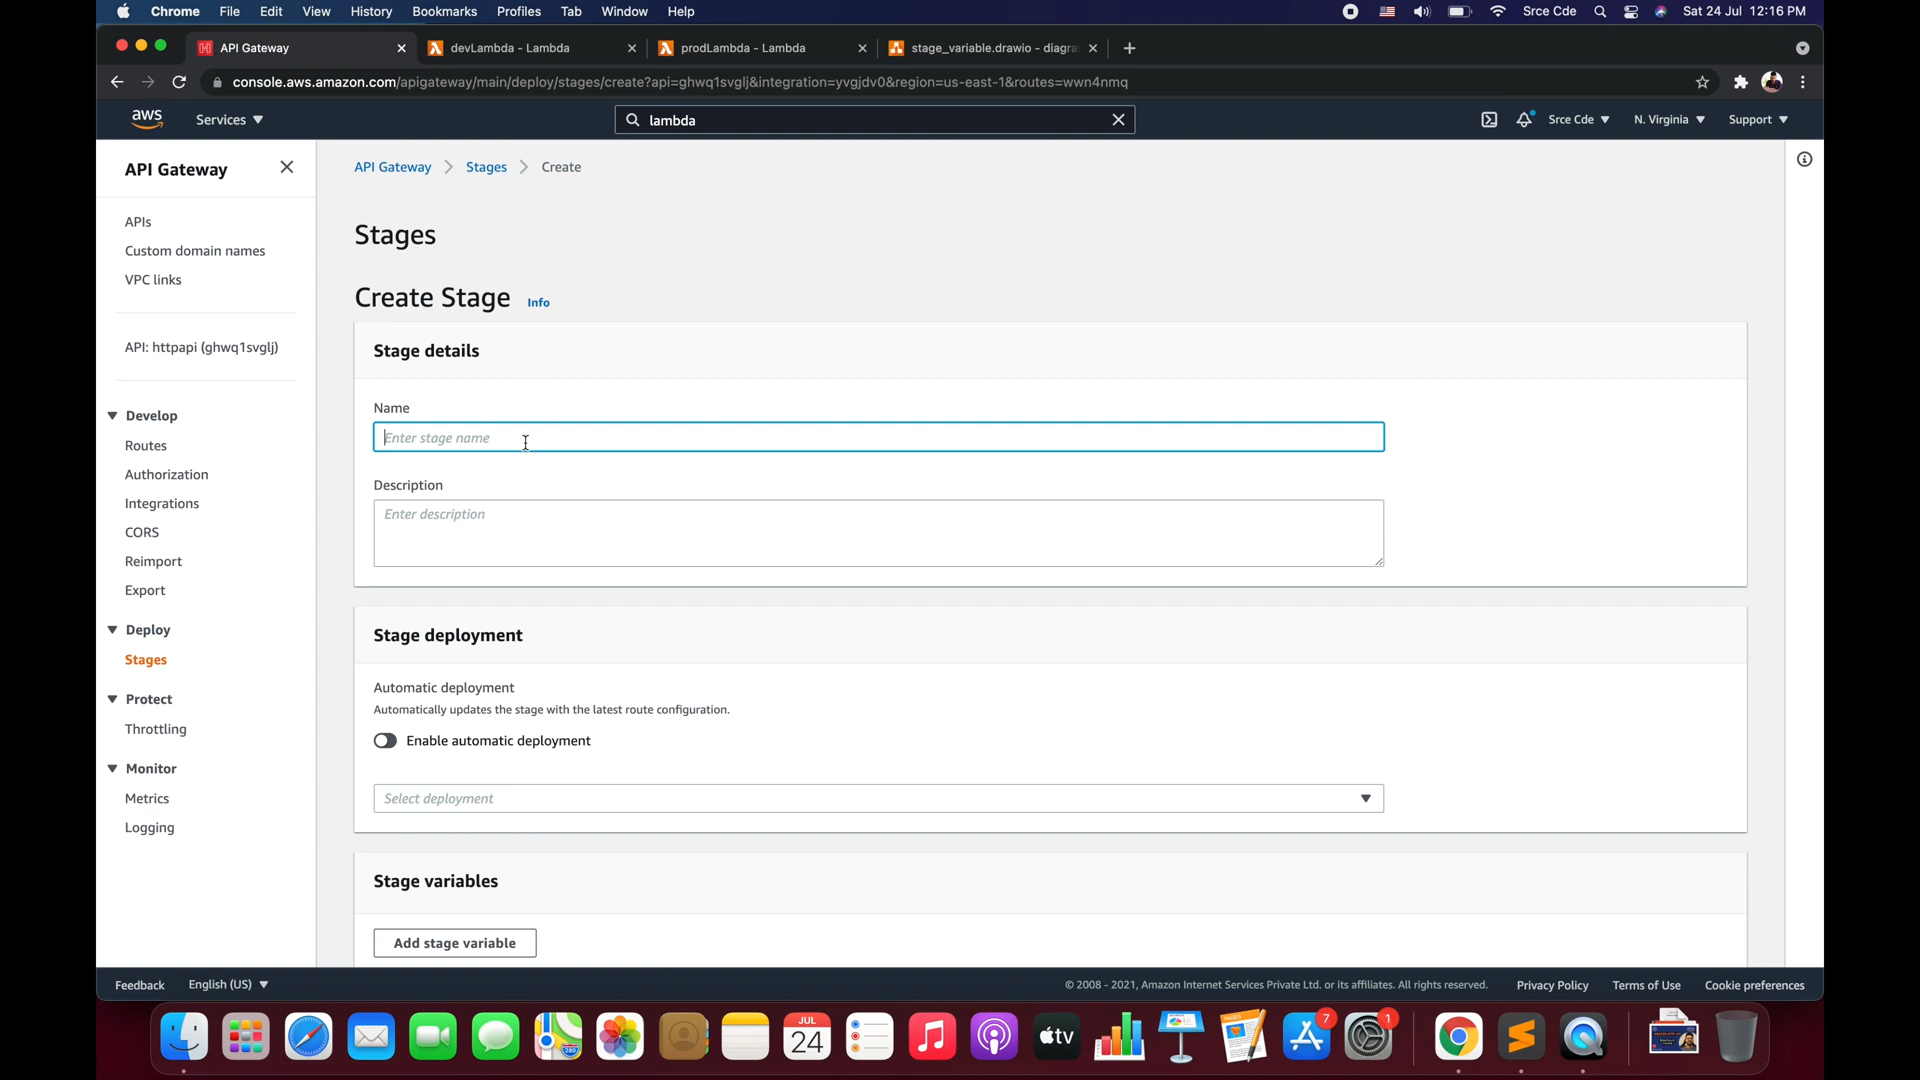 Chrome File Edit View History Bookmarks Profiles Tab Window Help Srce Cde Sat 24 Jul 12:16 PM
API Gateway devLambda - Lambda prodLambda - Lambda stage_variable.drawio - diagra
console.aws.amazon.com/apigateway/main/deploy/stages/create?api=ghwq1svglj&integration=yvgjdv0&region=us-east-1&routes=wwn4nmq
aws Services lambda Srce Cde N. Virginia Support
API Gateway
APIs
Custom domain names
VPC links
API: httpapi (ghwq1svglj)
Develop
Routes
Authorization
Integrations
CORS
Reimport
Export
Deploy
Stages
Protect
Throttling
Monitor
Metrics
Logging
API Gateway Stages Create
Stages
Create Stage Info
Stage details
Name
Enter stage name
Description
Enter description
Stage deployment
Automatic deployment
Automatically updates the stage with the latest route configuration.
Enable automatic deployment
Select deployment
Stage variables
Add stage variable
Feedback English (US) © 2008 - 2021, Amazon Internet Services Private Ltd. or its affiliates. All rights reserved. Privacy Policy Terms of Use Cookie preferences
JUL
24
tv
7
1